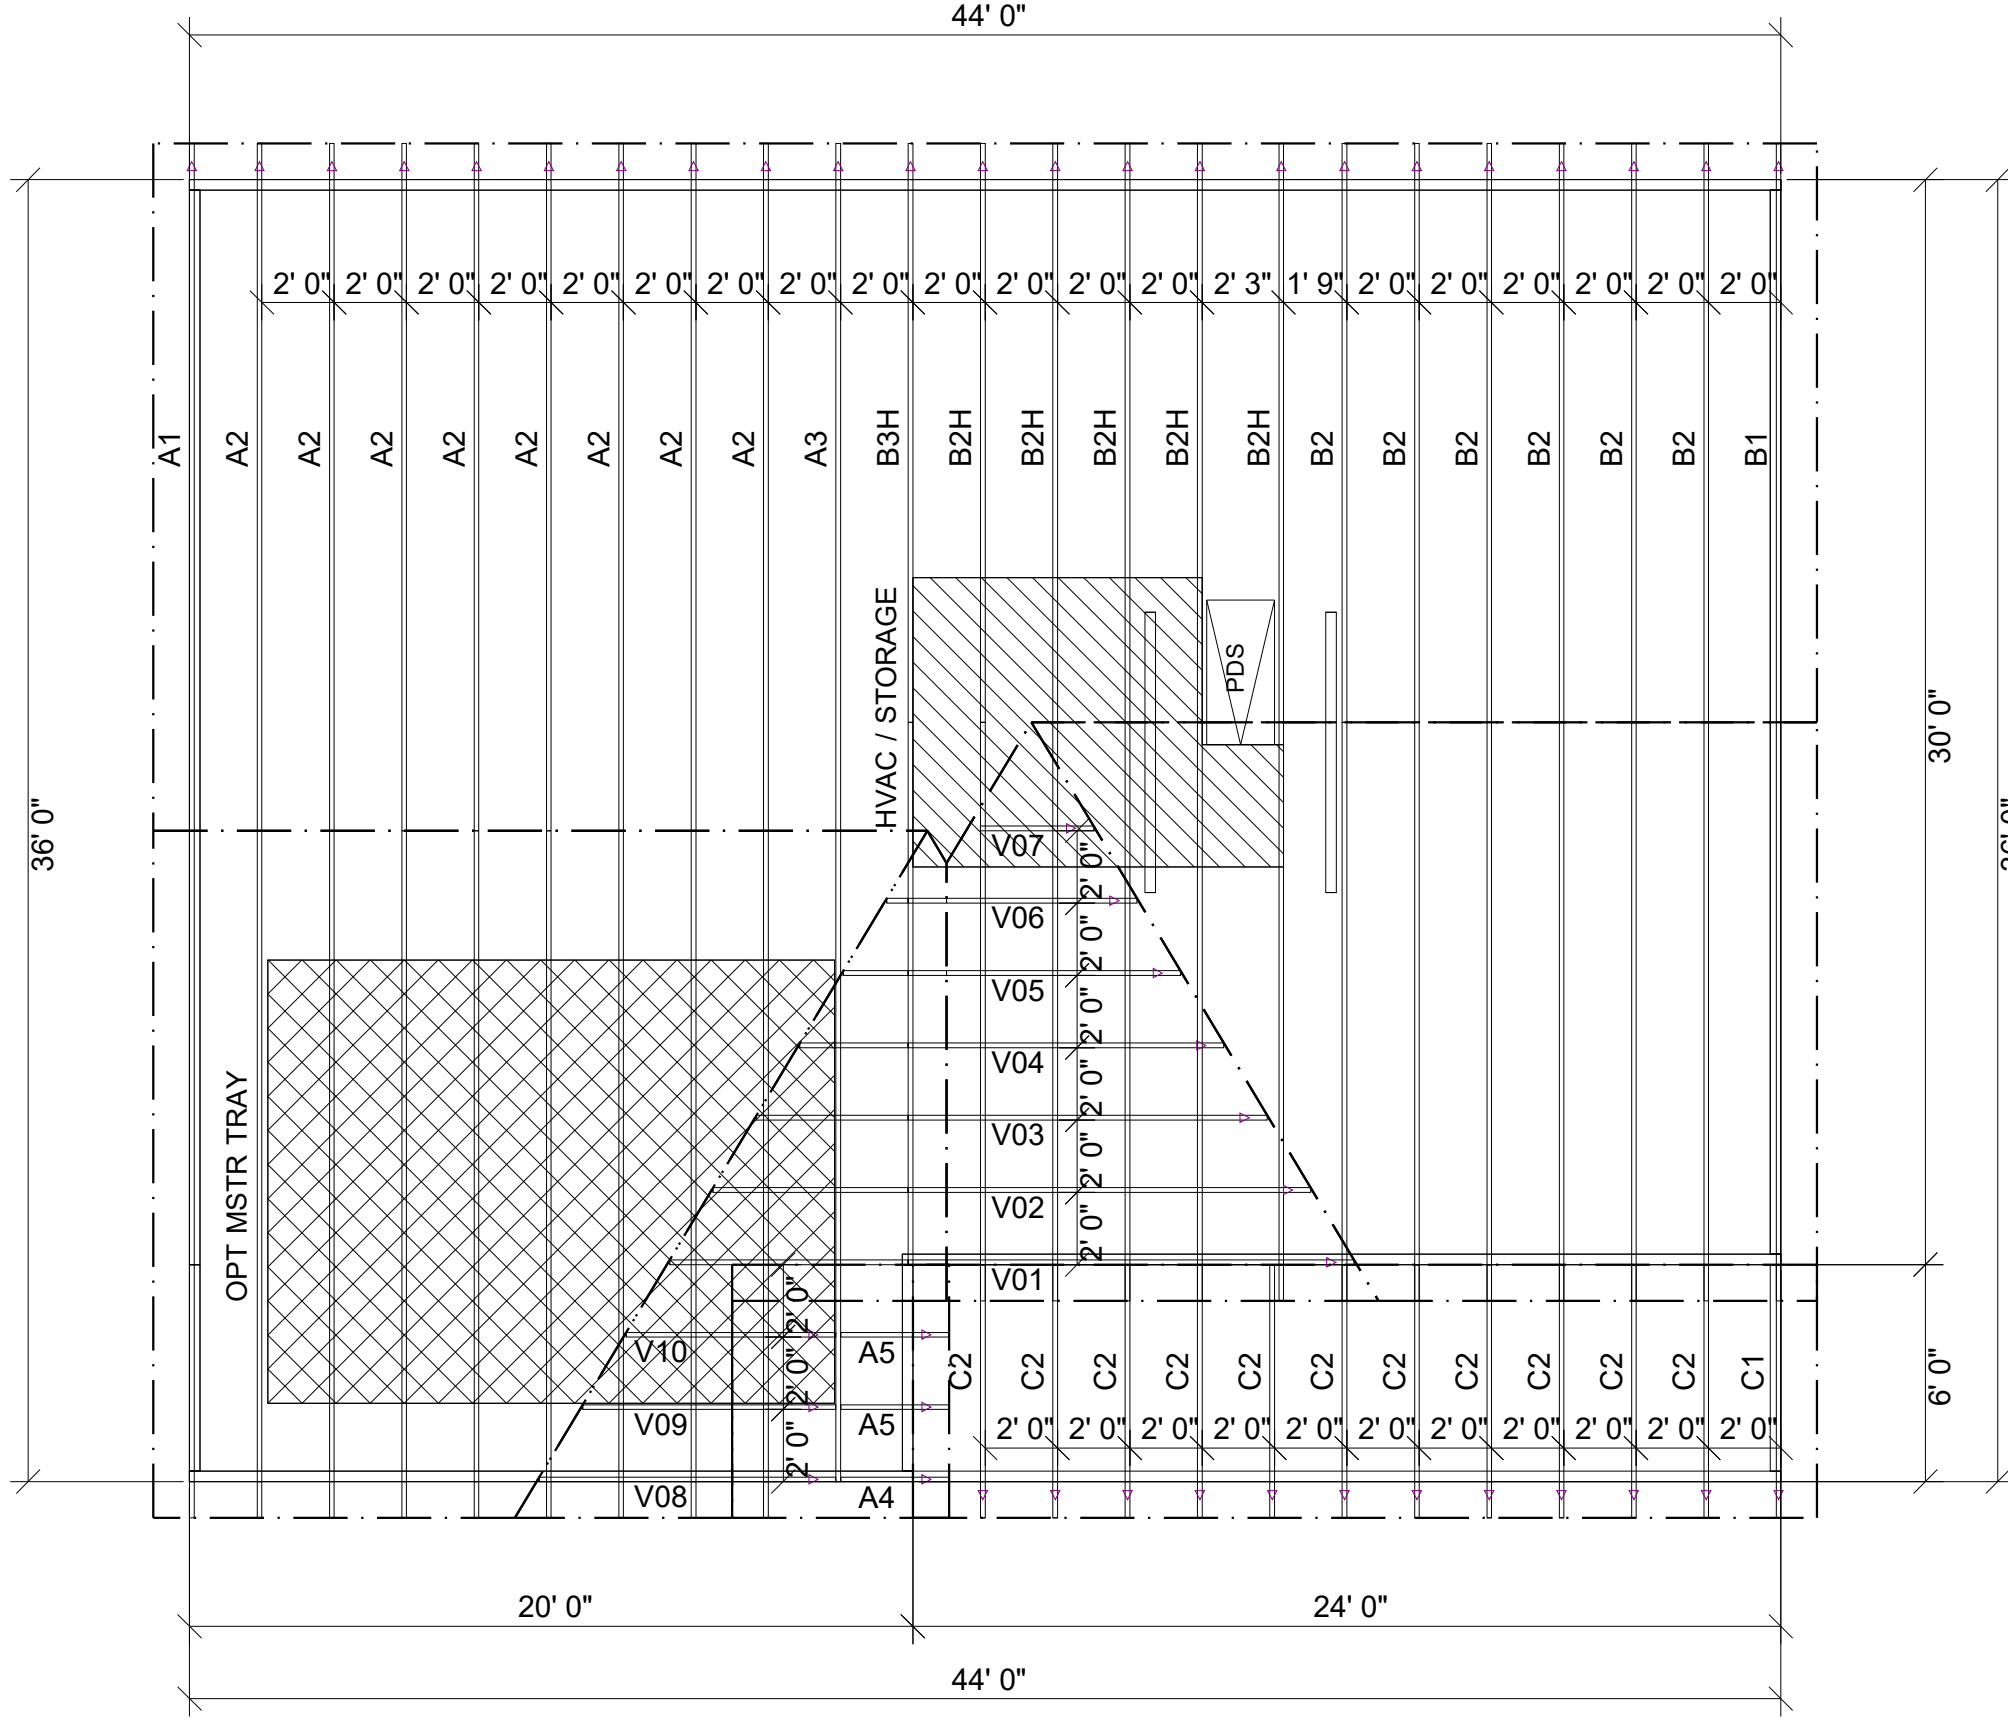 44' 0"
2' 0" 2' 0" 2' 0" 2' 0" 2' 0" 2' 0" 2' 0" 2' 0" 2' 0" 2' 0" 2' 0" 2' 0" 2' 0" 2' 3" 1' 9" 2' 0" 2' 0" 2' 0" 2' 0" 2' 0" 2' 0"
A1 A2 A2 A2 A2 A2 A2 A2 A2 A3 B3H B2H B2H B2H B2H B2H B2 B2 B2 B2 B2 B2 B1
HVAC / STORAGE
PDS
30' 0"
36' 0"
V07
2' 0"
V06
2' 0"
V05
2' 0"
V04
2' 0"
V03
2' 0"
V02
2' 0"
V01
OPT MSTR TRAY
2' 0"
V10 A5
2' 0"
V09 A5
2' 0"
V08 A4
C2 C2 C2 C2 C2 C2 C2 C2 C2 C2 C2 C1
6' 0"
2' 0" 2' 0" 2' 0" 2' 0" 2' 0" 2' 0" 2' 0" 2' 0" 2' 0" 2' 0" 2' 0"
20' 0" 24' 0"
44' 0"